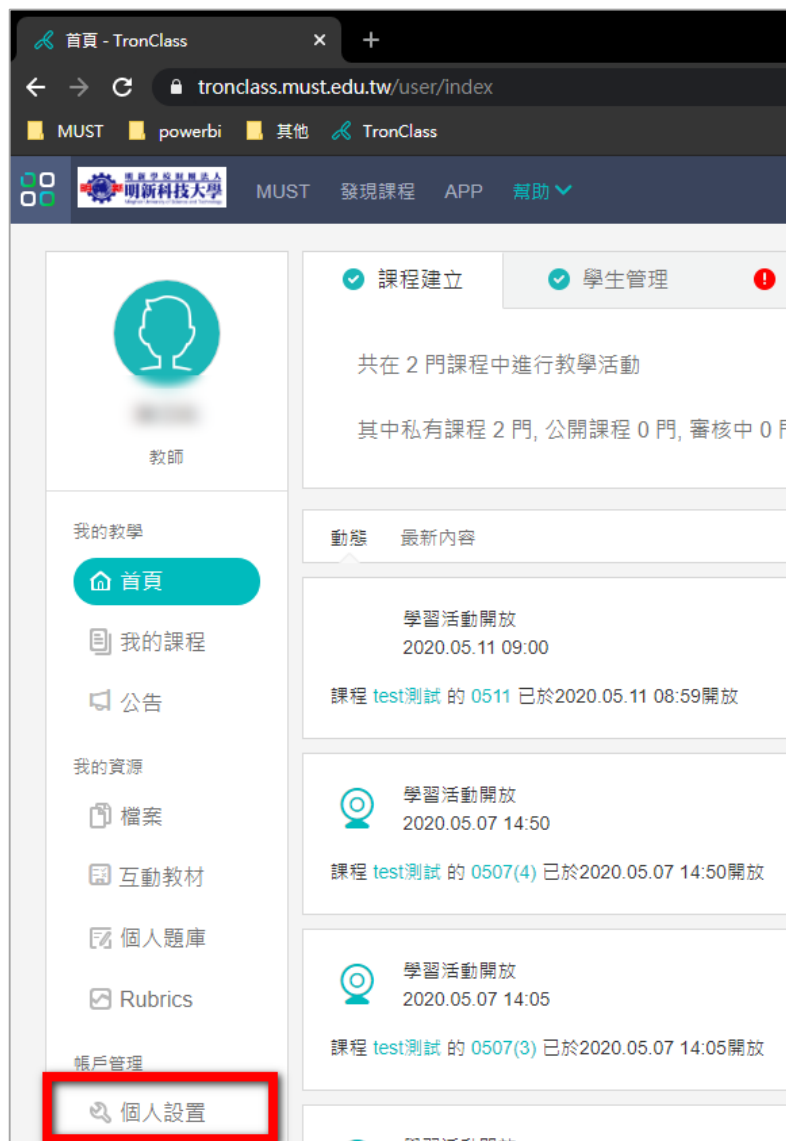 首頁 - TronClass
tronclass.must.edu.tw/user/index
MUST powerbi 其他 TronClass
明新學校財團法人
明新科技大學
MUST 發現課程 APP 幫助
教師
我的教學
首頁
我的課程
公告
我的資源
檔案
互動教材
個人題庫
Rubrics
帳戶管理
個人設置
課程建立 學生管理
共在 2 門課程中進行教學活動
其中私有課程 2 門, 公開課程 0 門, 審核中 0
動態 最新內容
學習活動開放
2020.05.11 09:00
課程 test測試 的 0511 已於2020.05.11 08:59開放
學習活動開放
2020.05.07 14:50
課程 test測試 的 0507(4) 已於2020.05.07 14:50開放
學習活動開放
2020.05.07 14:05
課程 test測試 的 0507(3) 已於2020.05.07 14:05開放